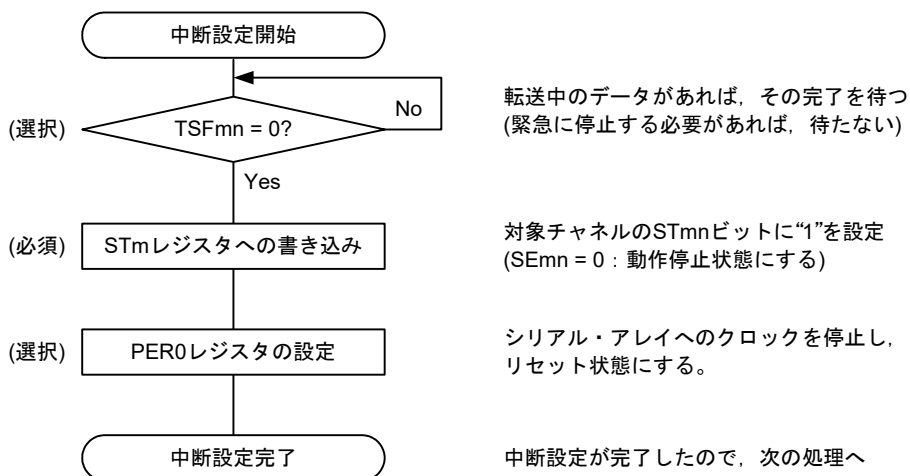 中断設定開始
(選択)
TSFmn = 0?
No
転送中のデータがあれば，その完了を待つ
(緊急に停止する必要があれば，待たない)
Yes
(必須)
STmレジスタへの書き込み
対象チャネルのSTmnビットに“1”を設定
(SEmn = 0：動作停止状態にする)
(選択)
PER0レジスタの設定
シリアル・アレイへのクロックを停止し，
リセット状態にする。
中断設定完了
中断設定が完了したので，次の処理へ